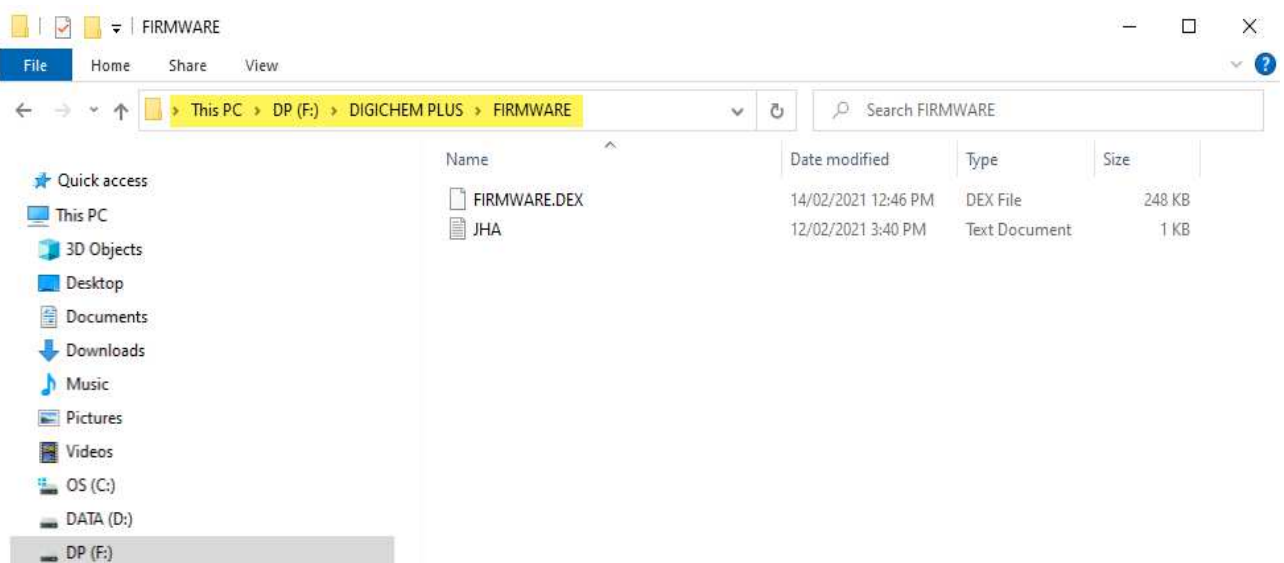 FIRMWARE
File Home Share View
This PC > DP (F:) > DIGICHEM PLUS > FIRMWARE
Search FIRMWARE
Name Date modified Type Size
Quick access
FIRMWARE.DEX 14/02/2021 12:46 PM DEX File 248 KB
This PC
JHA 12/02/2021 3:40 PM Text Document 1 KB
3D Objects
Desktop
Documents
Downloads
Music
Pictures
Videos
OS (C:)
DATA (D:)
DP (F:)